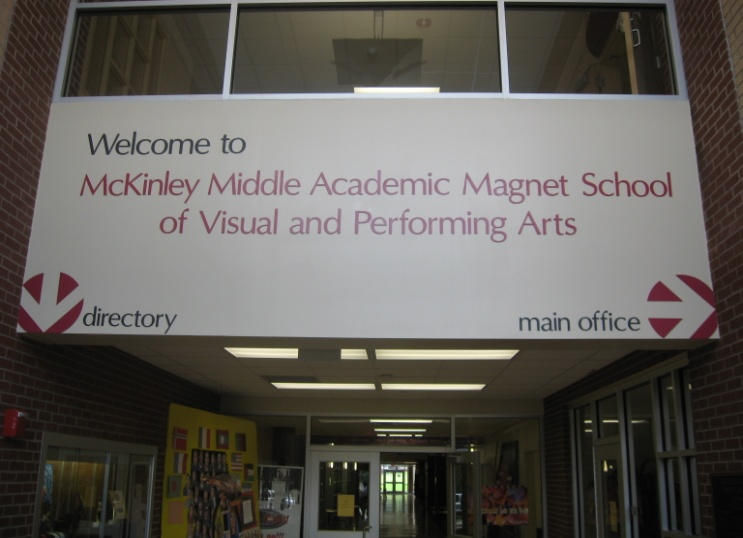 Welcome to
McKinley Middle Academic Magnet School
of Visual and Performing Arts
directory
main office